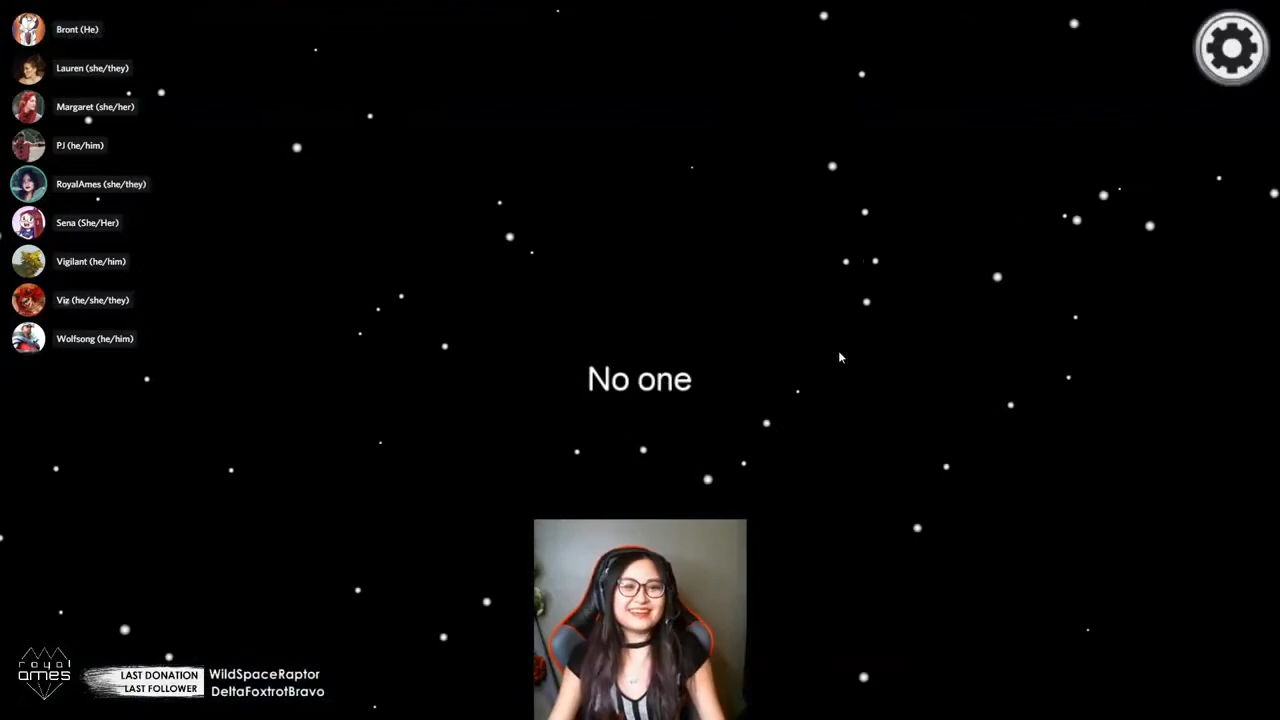 Bront (He)
Lauren (she/they)
Margaret (she/her)
PJ (he/him)
RoyalAmes (she/they)
Sena (She/Her)
Vigilant (he/him)
Viz (he/she/they)
Wolfsong (he/him)
No one
royal
ames
LAST DONATION WildSpaceRaptor
LAST FOLLOWER DeltaFoxtrotBravo